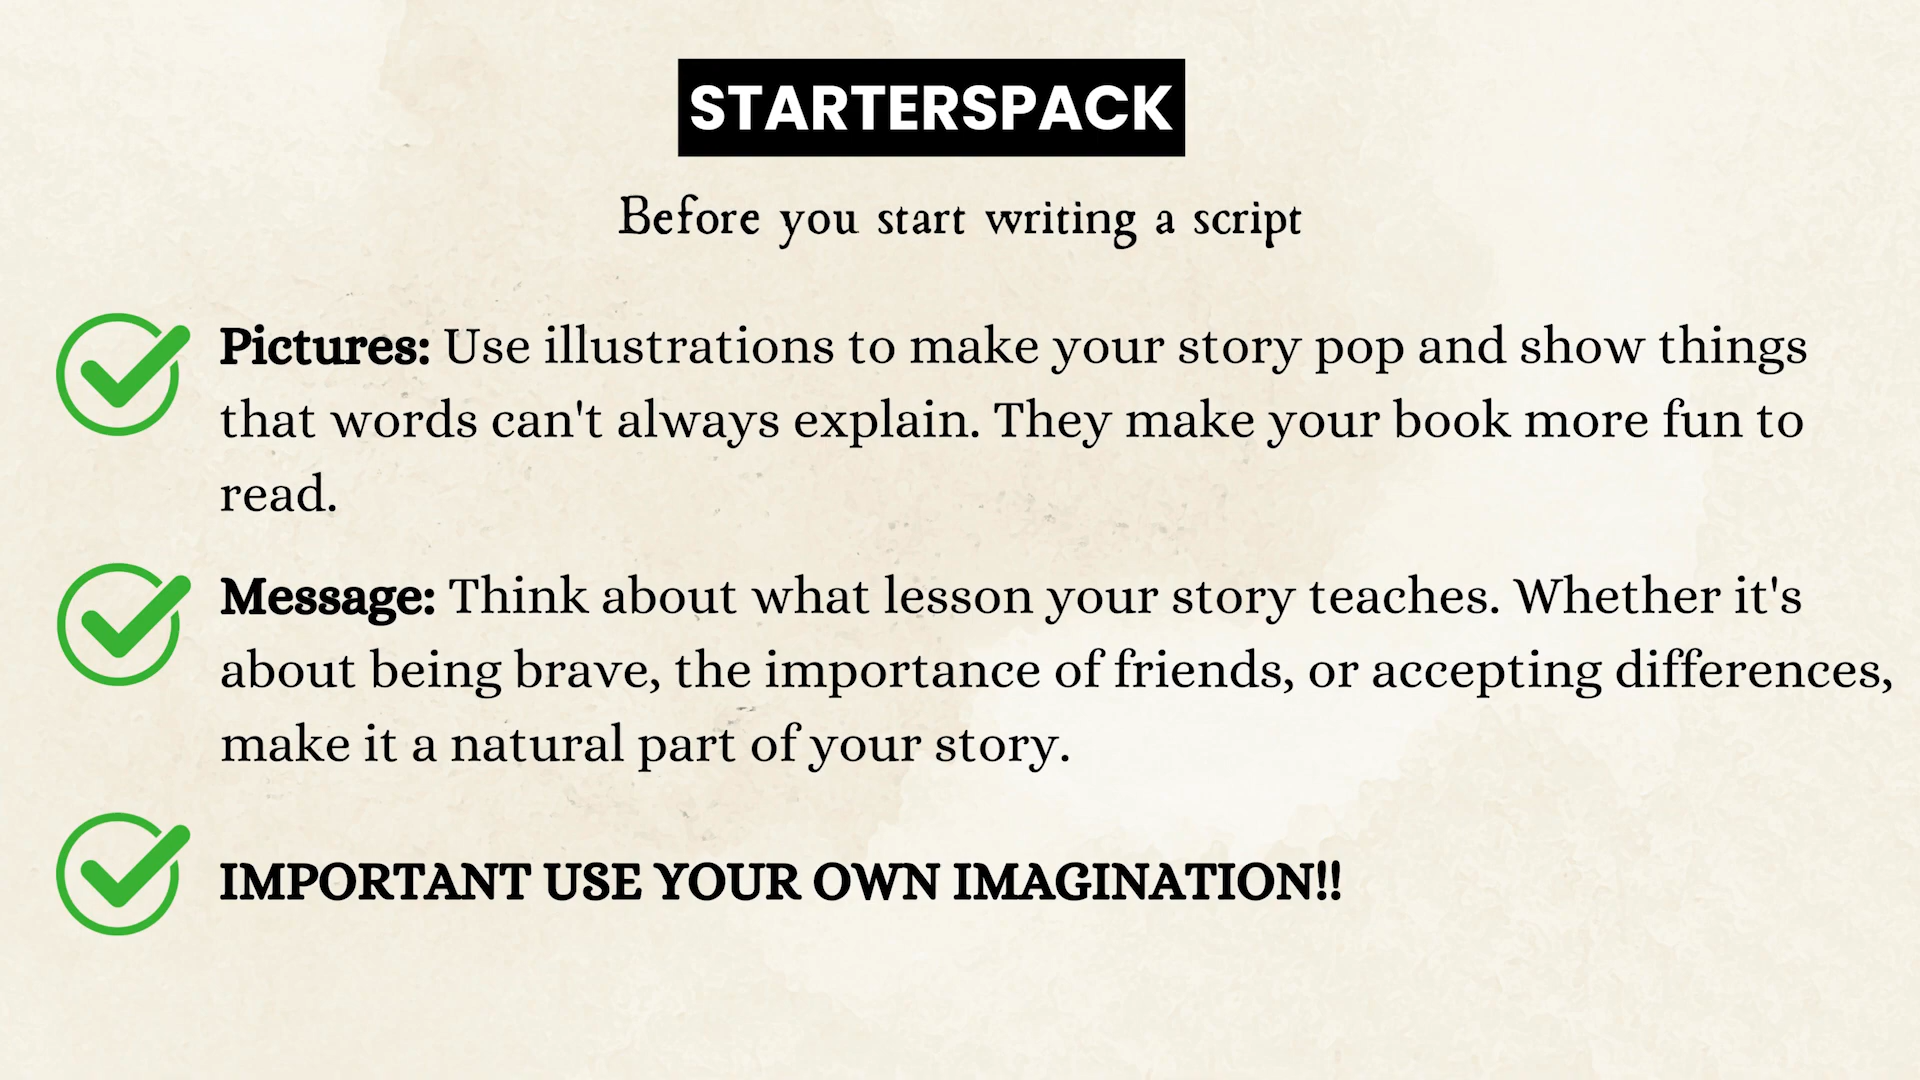 STARTERSPACK
Before you start writing a script
Pictures: Use illustrations to make your story pop and show things
that words can't always explain. They make your book more fun to
read.
Message: Think about what lesson your story teaches. Whether it's
about being brave, the importance of friends, or accepting differences,
make it a natural part of your story.
IMPORTANT USE YOUR OWN IMAGINATION!!